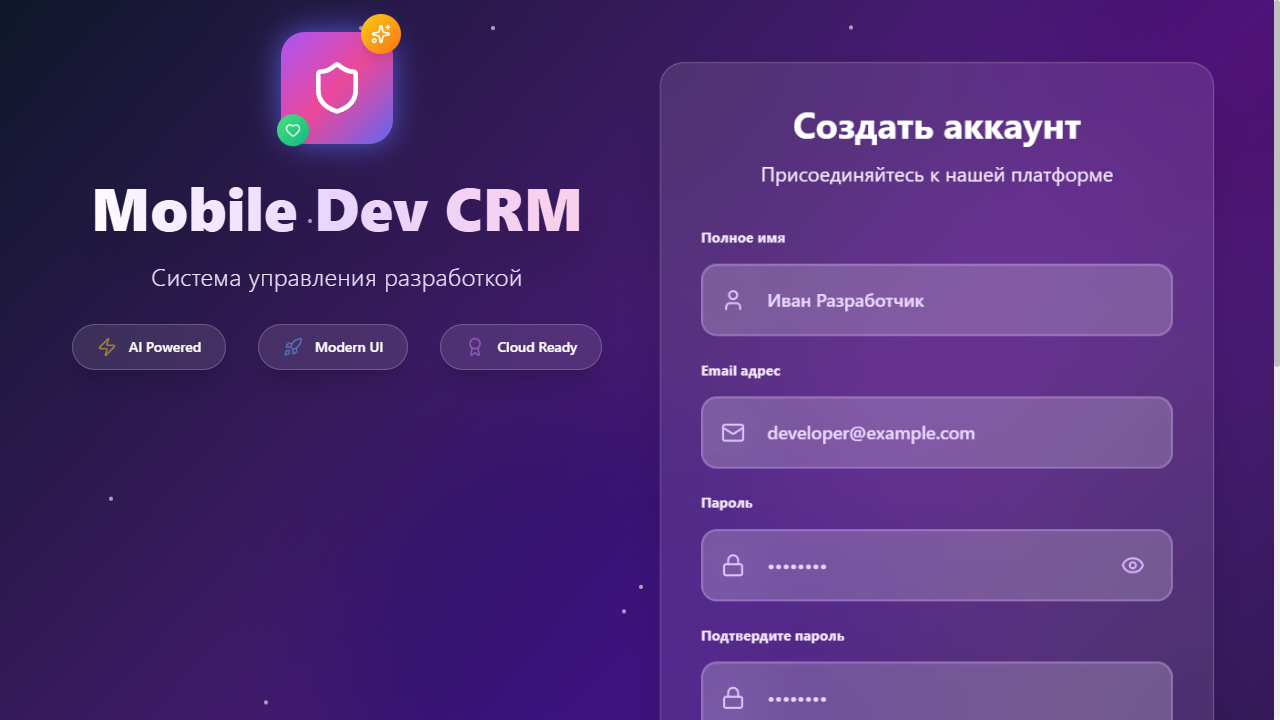 Mobile Dev CRM
Система управления разработкой
AI Powered
Modern UI
Cloud Ready
Создать аккаунт
Присоединяйтесь к нашей платформе
Полное имя
Иван Разработчик
Email адрес
developer@example.com
Пароль
••••••••
Подтвердите пароль
••••••••